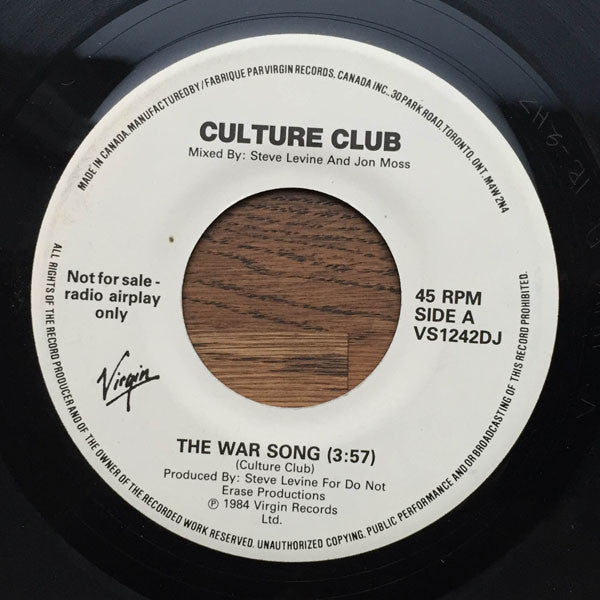 MADE IN CANADA. MANUFACTURED BY / FABRIQUE PAR VIRGIN RECORDS, CANADA INC., 30 PARK ROAD, TORONTO, ONT. M4W 2N4
CULTURE CLUB
Mixed By: Steve Levine And Jon Moss
Not for sale -
radio airplay
only
45 RPM
SIDE A
VS1242DJ
Virgin
THE WAR SONG (3:57)
(Culture Club)
Produced By: Steve Levine For Do Not
Erase Productions
℗ 1984 Virgin Records
Ltd.
ALL RIGHTS OF THE RECORD PRODUCER AND OF THE OWNER OF THE RECORDED WORK RESERVED. UNAUTHORIZED COPYING, PUBLIC PERFORMANCE AND/OR BROADCASTING OF THIS RECORD PROHIBITED.